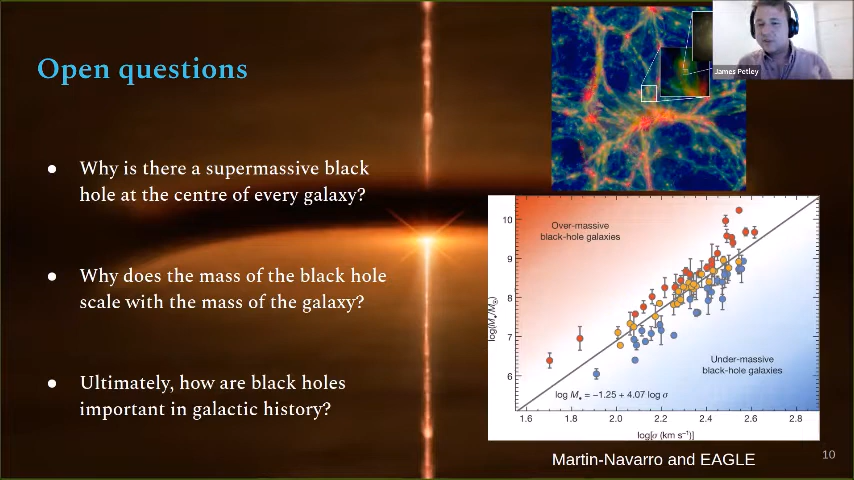 Open questions
James Petley
● Why is there a supermassive black
hole at the centre of every galaxy?
● Why does the mass of the black hole
scale with the mass of the galaxy?
● Ultimately, how are black holes
important in galactic history?
Over-massive
black-hole galaxies
Under-massive
black-hole galaxies
log M• = −1.25 + 4.07 log σ
log(M•/M⊙)
10
9
8
7
6
1.6 1.8 2.0 2.2 2.4 2.6 2.8
log[σ (km s⁻¹)]
Martin-Navarro and EAGLE
10